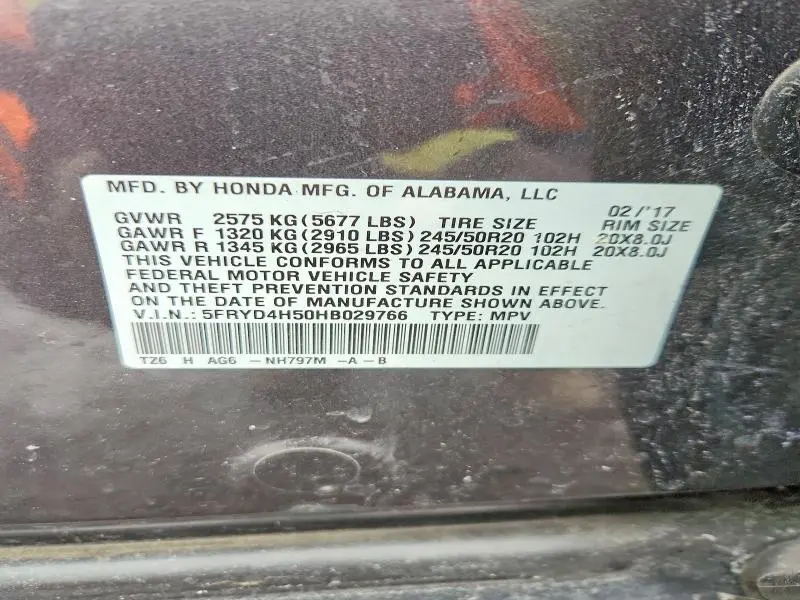 MFD. BY HONDA MFG. OF ALABAMA, LLC
02/'17
GVWR 2575 KG(5677 LBS) TIRE SIZE RIM SIZE
GAWR F 1320 KG(2910 LBS) 245/50R20 102H 20X8.0J
GAWR R 1345 KG(2965 LBS) 245/50R20 102H 20X8.0J
THIS VEHICLE CONFORMS TO ALL APPLICABLE
FEDERAL MOTOR VEHICLE SAFETY
AND THEFT PREVENTION STANDARDS IN EFFECT
ON THE DATE OF MANUFACTURE SHOWN ABOVE.
V.I.N.: 5FRYD4H50HB029766 TYPE: MPV
TZ6 H AG6 -NH797M -A-B